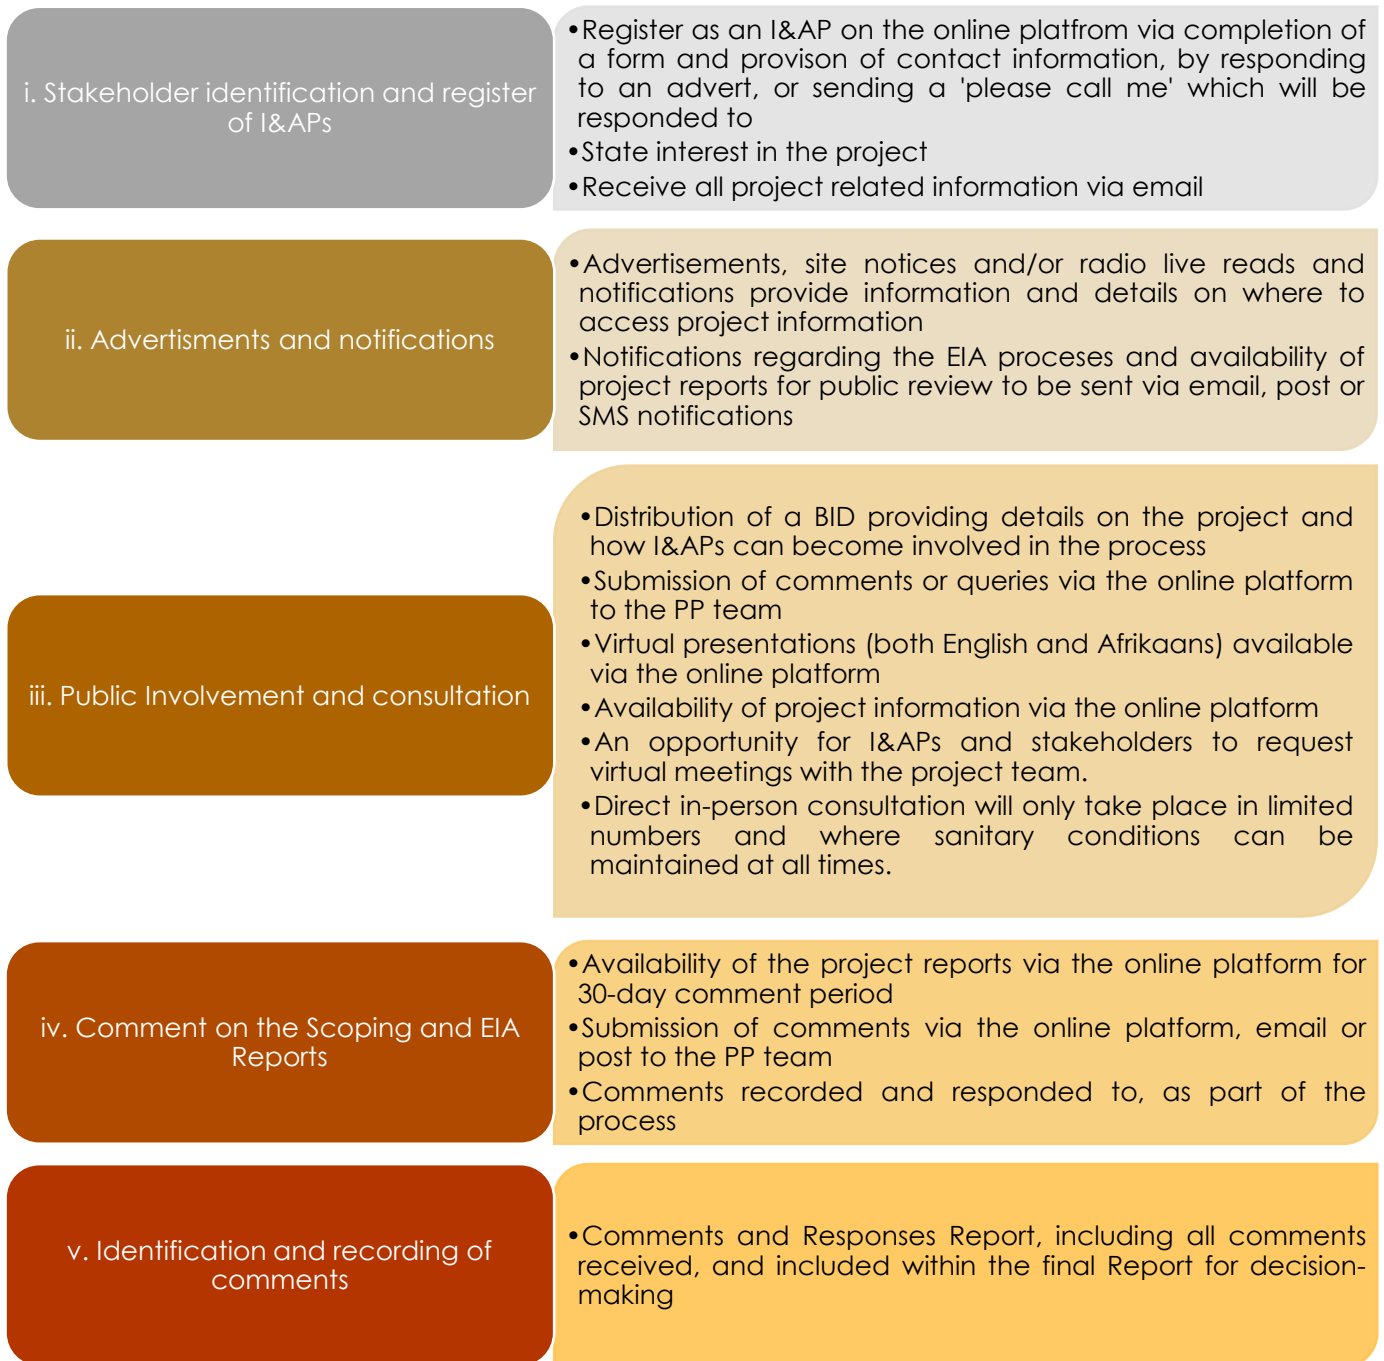 i. Stakeholder identification and register
of I&APs
•Register as an I&AP on the online platfrom via completion of
a form and provison of contact information, by responding
to an advert, or sending a 'please call me' which will be
responded to
•State interest in the project
•Receive all project related information via email
ii. Advertisments and notifications
•Advertisements, site notices and/or radio live reads and
notifications provide information and details on where to
access project information
•Notifications regarding the EIA proceses and availability of
project reports for public review to be sent via email, post or
SMS notifications
iii. Public Involvement and consultation
•Distribution of a BID providing details on the project and
how I&APs can become involved in the process
•Submission of comments or queries via the online platform
to the PP team
•Virtual presentations (both English and Afrikaans) available
via the online platform
•Availability of project information via the online platform
•An opportunity for I&APs and stakeholders to request
virtual meetings with the project team.
•Direct in-person consultation will only take place in limited
numbers and where sanitary conditions can be
maintained at all times.
iv. Comment on the Scoping and EIA
Reports
•Availability of the project reports via the online platform for
30-day comment period
•Submission of comments via the online platform, email or
post to the PP team
•Comments recorded and responded to, as part of the
process
v. Identification and recording of
comments
•Comments and Responses Report, including all comments
received, and included within the final Report for decision-
making